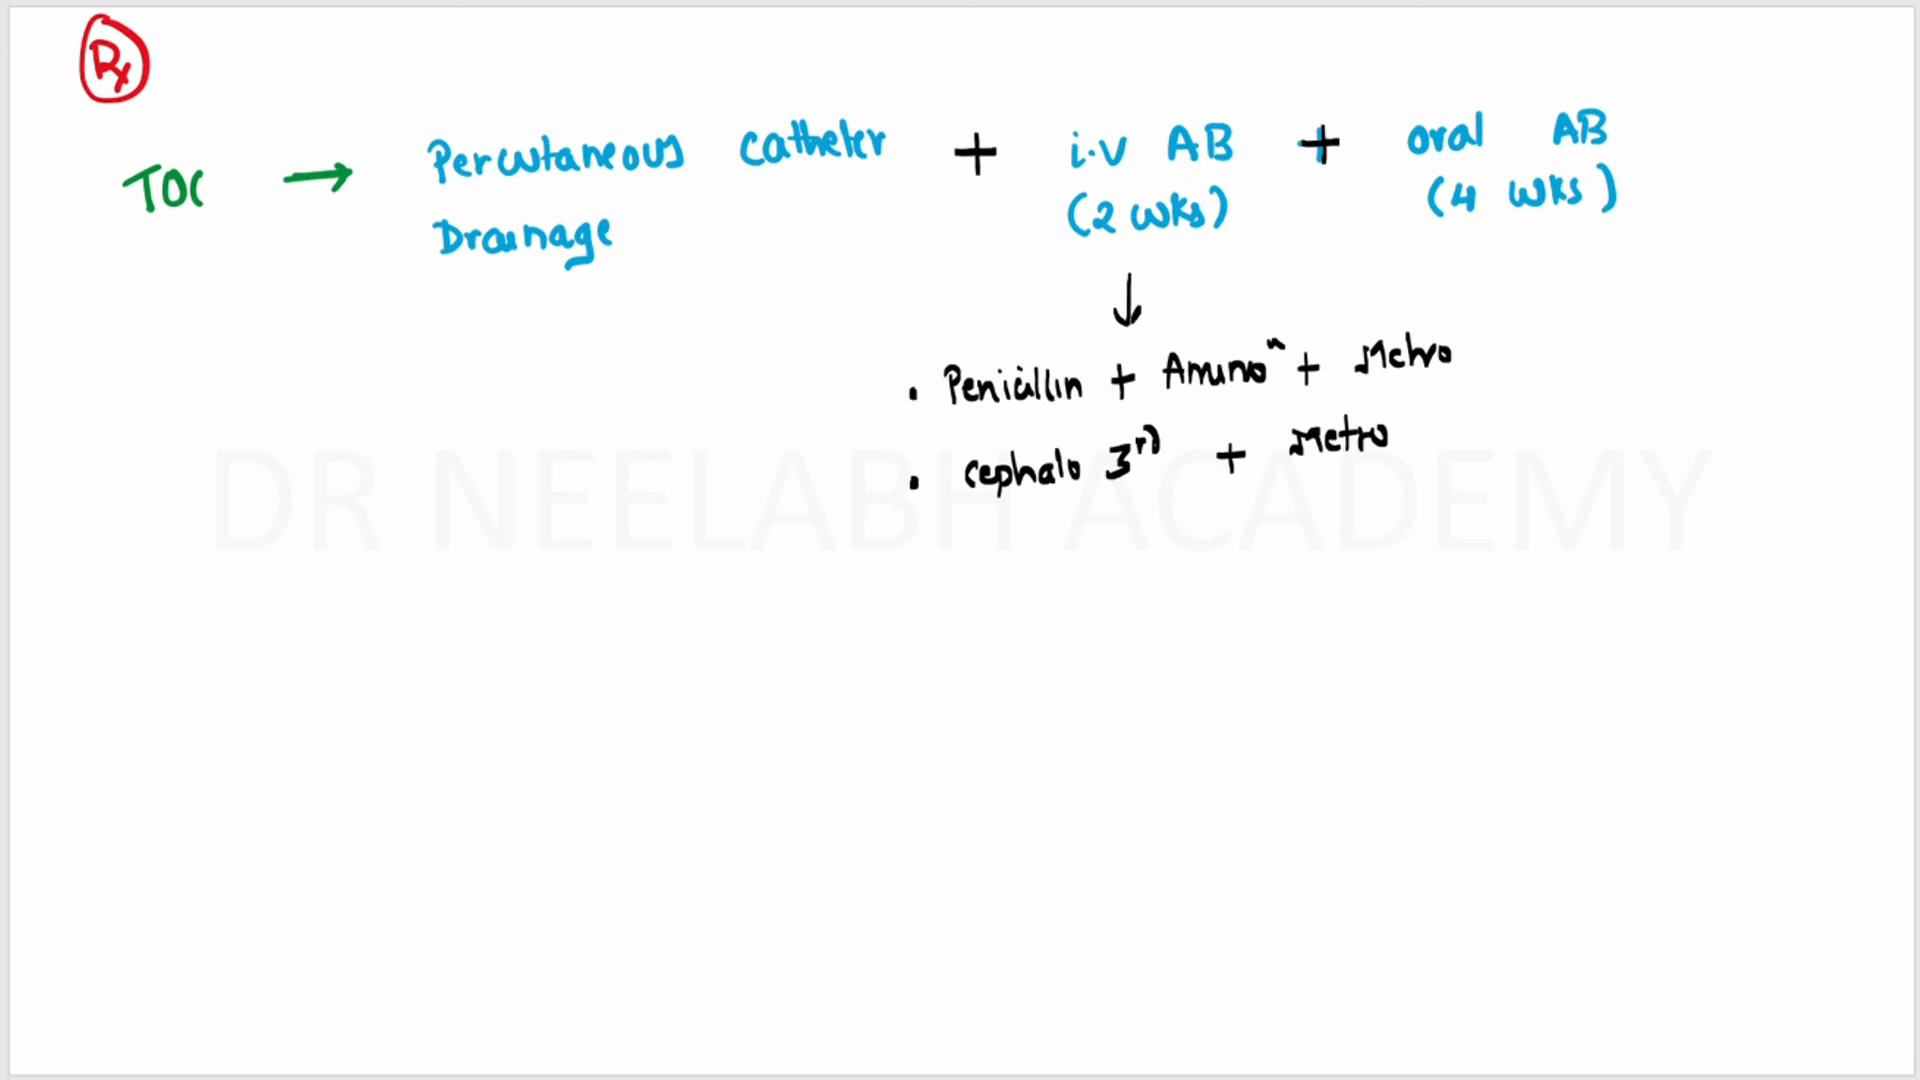 Rx
TOC → Percutaneous Catheter + i.v AB + oral AB
Drainage (2 wks) (4 wks)
↓
• Penicillin + Amino + Metro
• cephalo 3rd + Metro
DR NEELABH ACADEMY